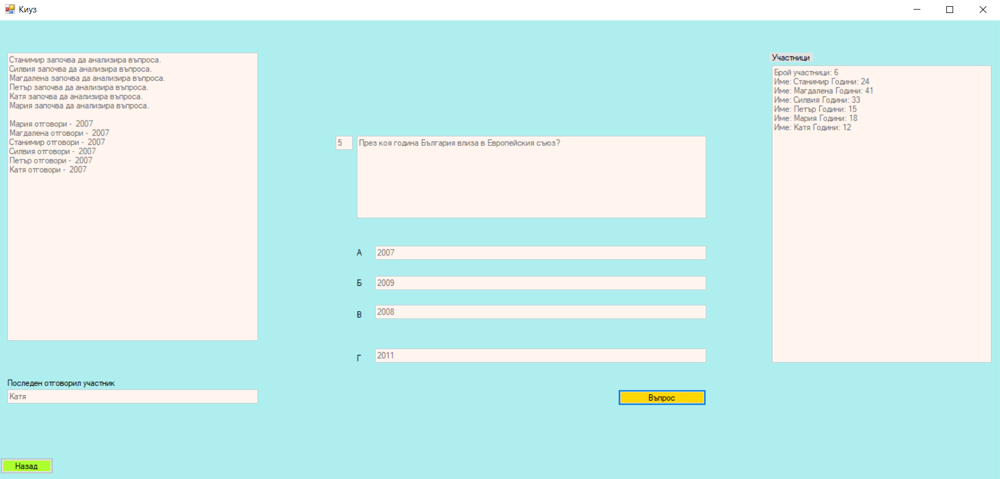 Киуз
Станимир започва да анализира въпроса.
Силвия започва да анализира въпроса.
Магдалена започва да анализира въпроса.
Петър започва да анализира въпроса.
Катя започва да анализира въпроса.
Мария започва да анализира въпроса.
Мария отговори - 2007
Магдалена отговори - 2007
Станимир отговори - 2007
Силвия отговори - 2007
Петър отговори - 2007
Катя отговори - 2007
Последен отговорил участник
Катя
Назад
5
През коя година България влиза в Европейския съюз?
А
2007
Б
2009
В
2008
Г
2011
Въпрос
Участници
Брой участници: 6
Име: Станимир Години: 24
Име: Магдалена Години: 41
Име: Силвия Години: 33
Име: Петър Години: 15
Име: Мария Години: 18
Име: Катя Години: 12